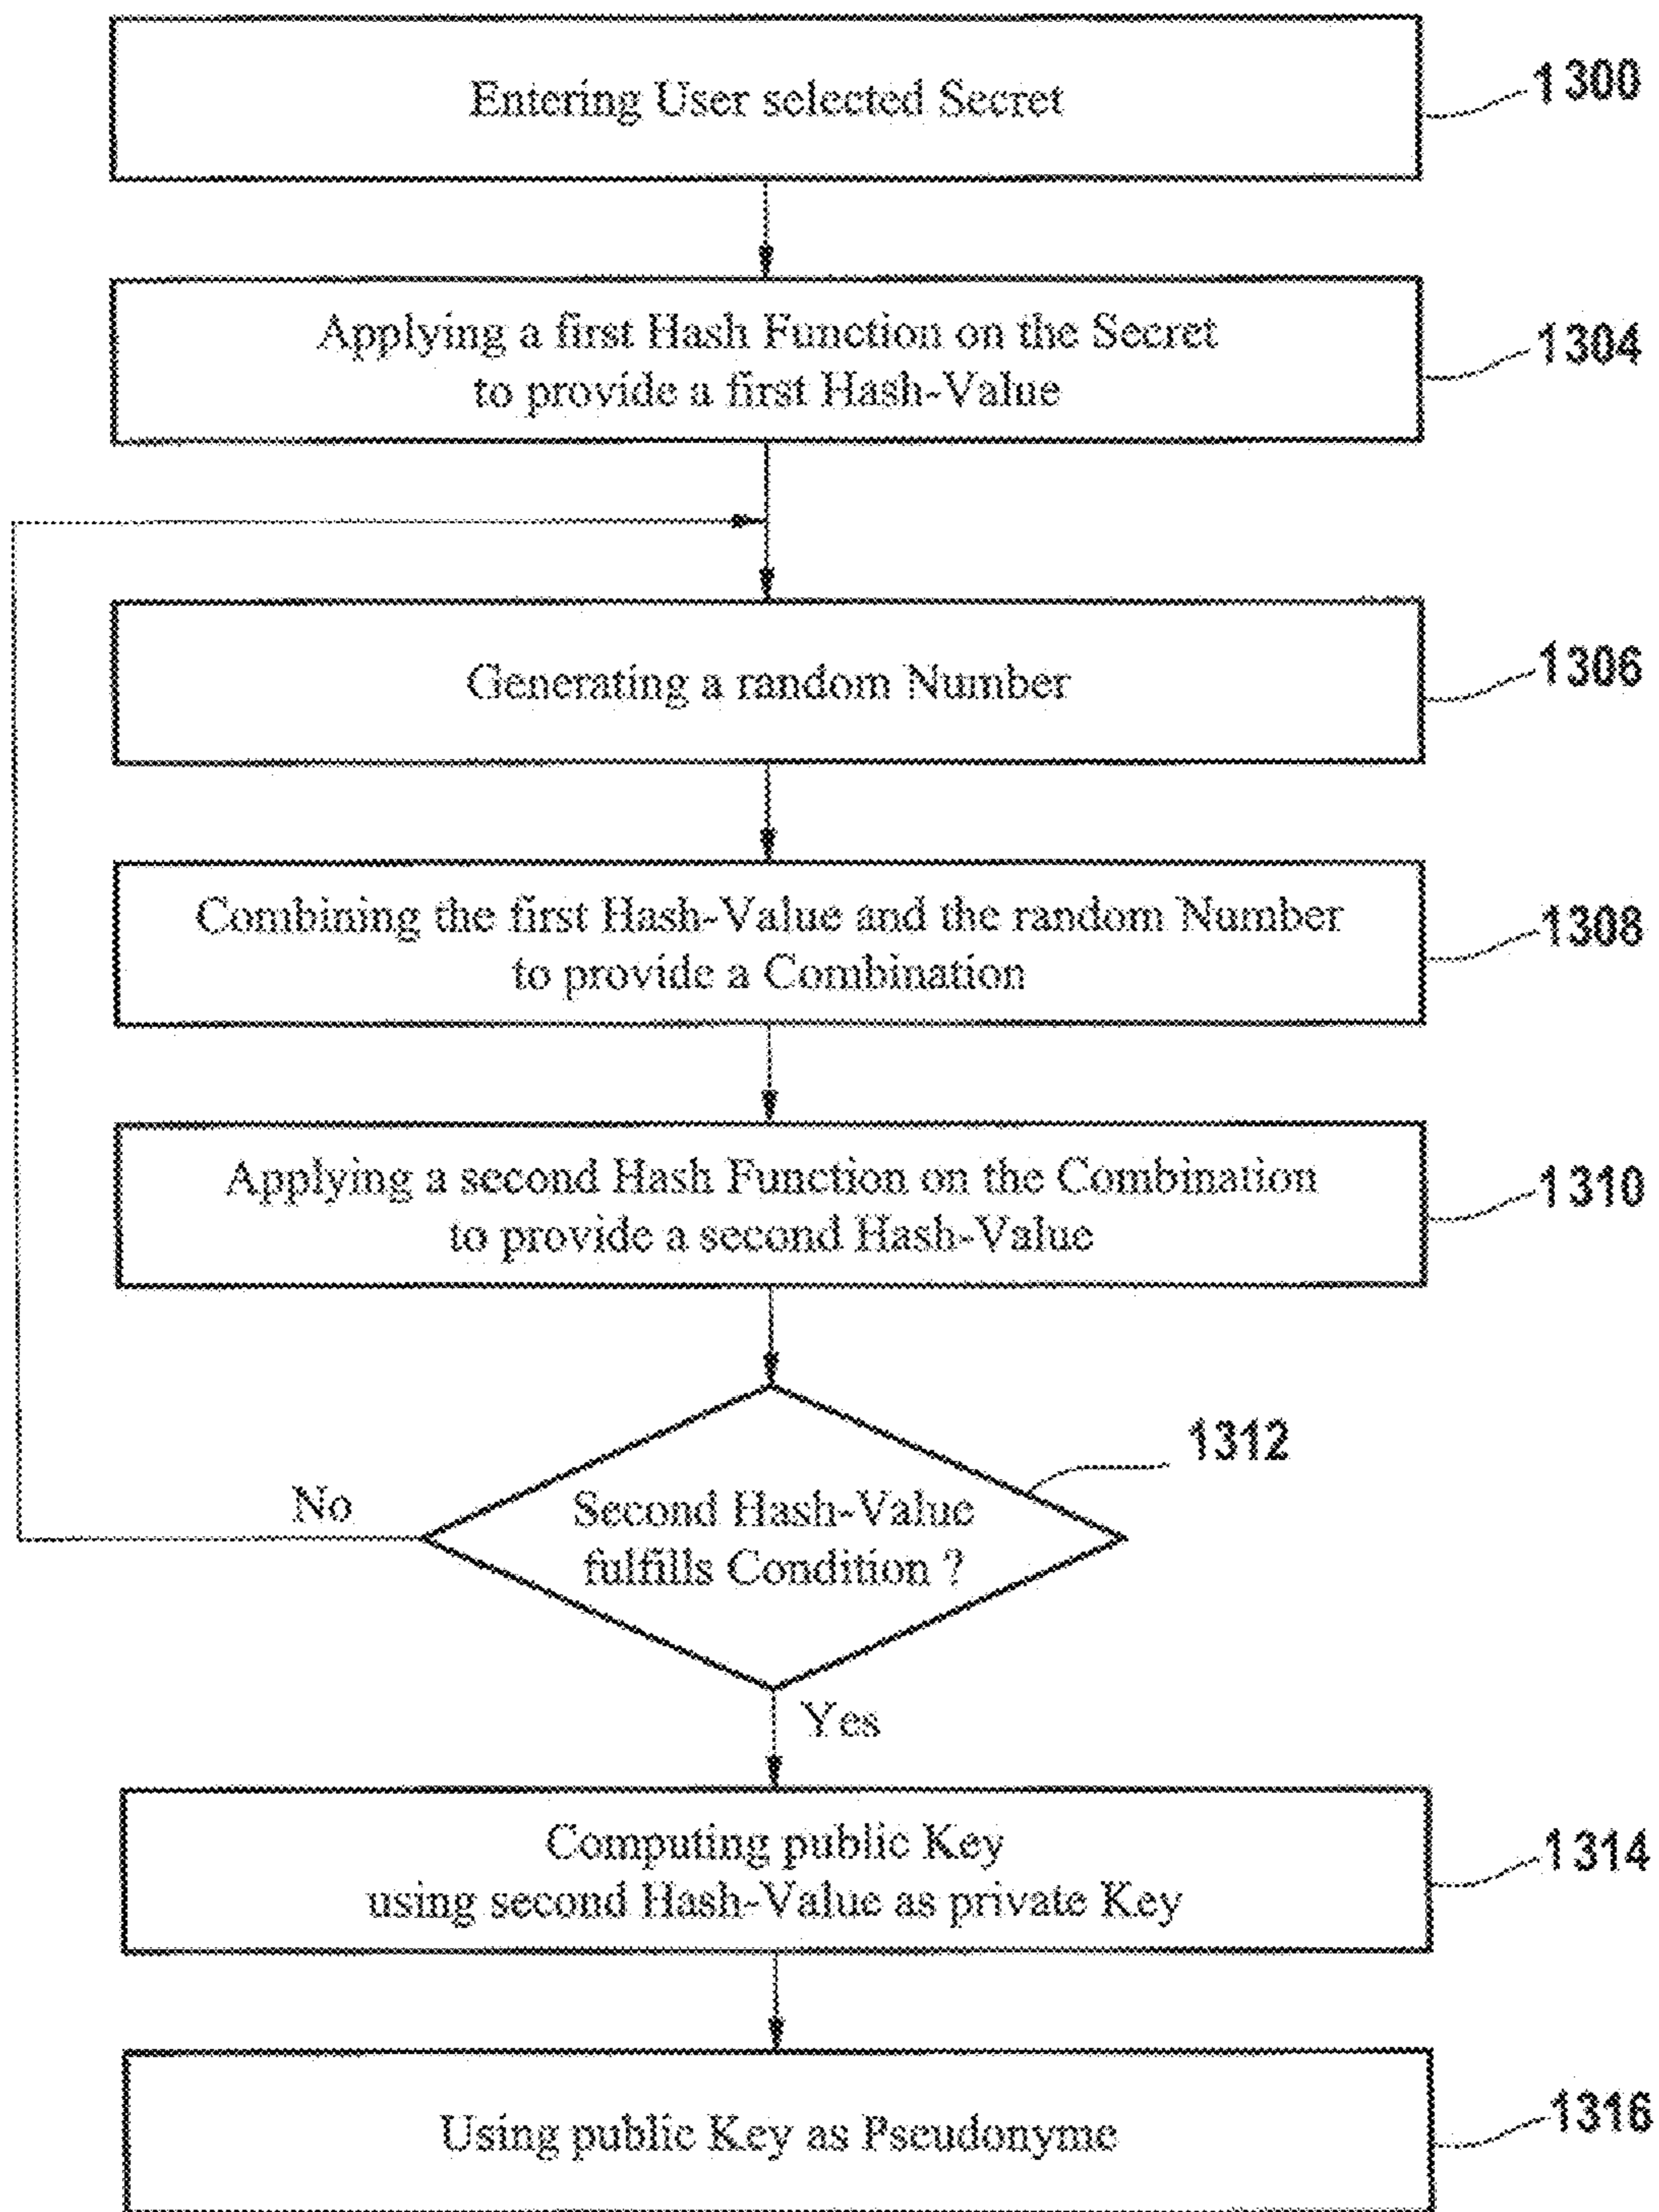 Entering User selected Secret
1300
Applying a first Hash Function on the Secret
to provide a first Hash-Value
1304
Generating a random Number
1306
Combining the first Hash-Value and the random Number
to provide a Combination
1308
Applying a second Hash Function on the Combination
to provide a second Hash-Value
1310
1312
No
Second Hash-Value
fulfills Condition ?
Yes
Computing public Key
using second Hash-Value as private Key
1314
Using public Key as Pseudonyme
1316